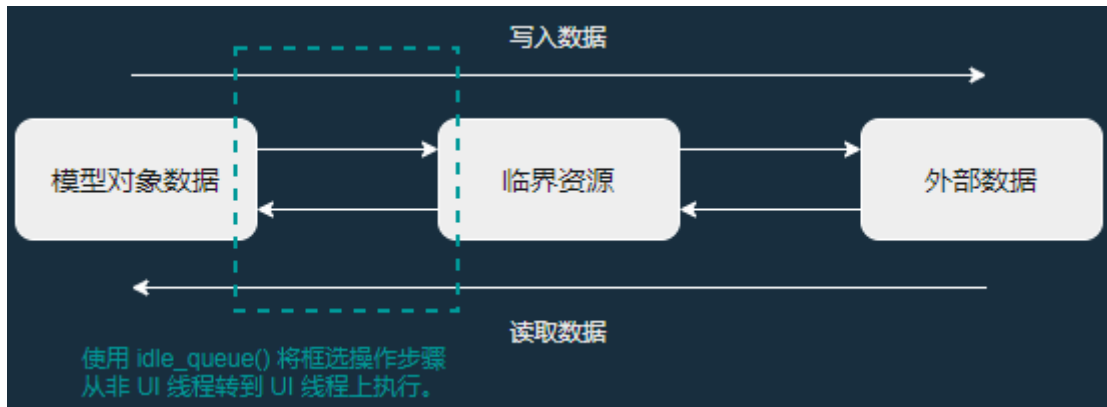 写入数据
模型对象数据
临界资源
外部数据
读取数据
使用 idle_queue() 将框选操作步骤
从非 UI 线程转到 UI 线程上执行。